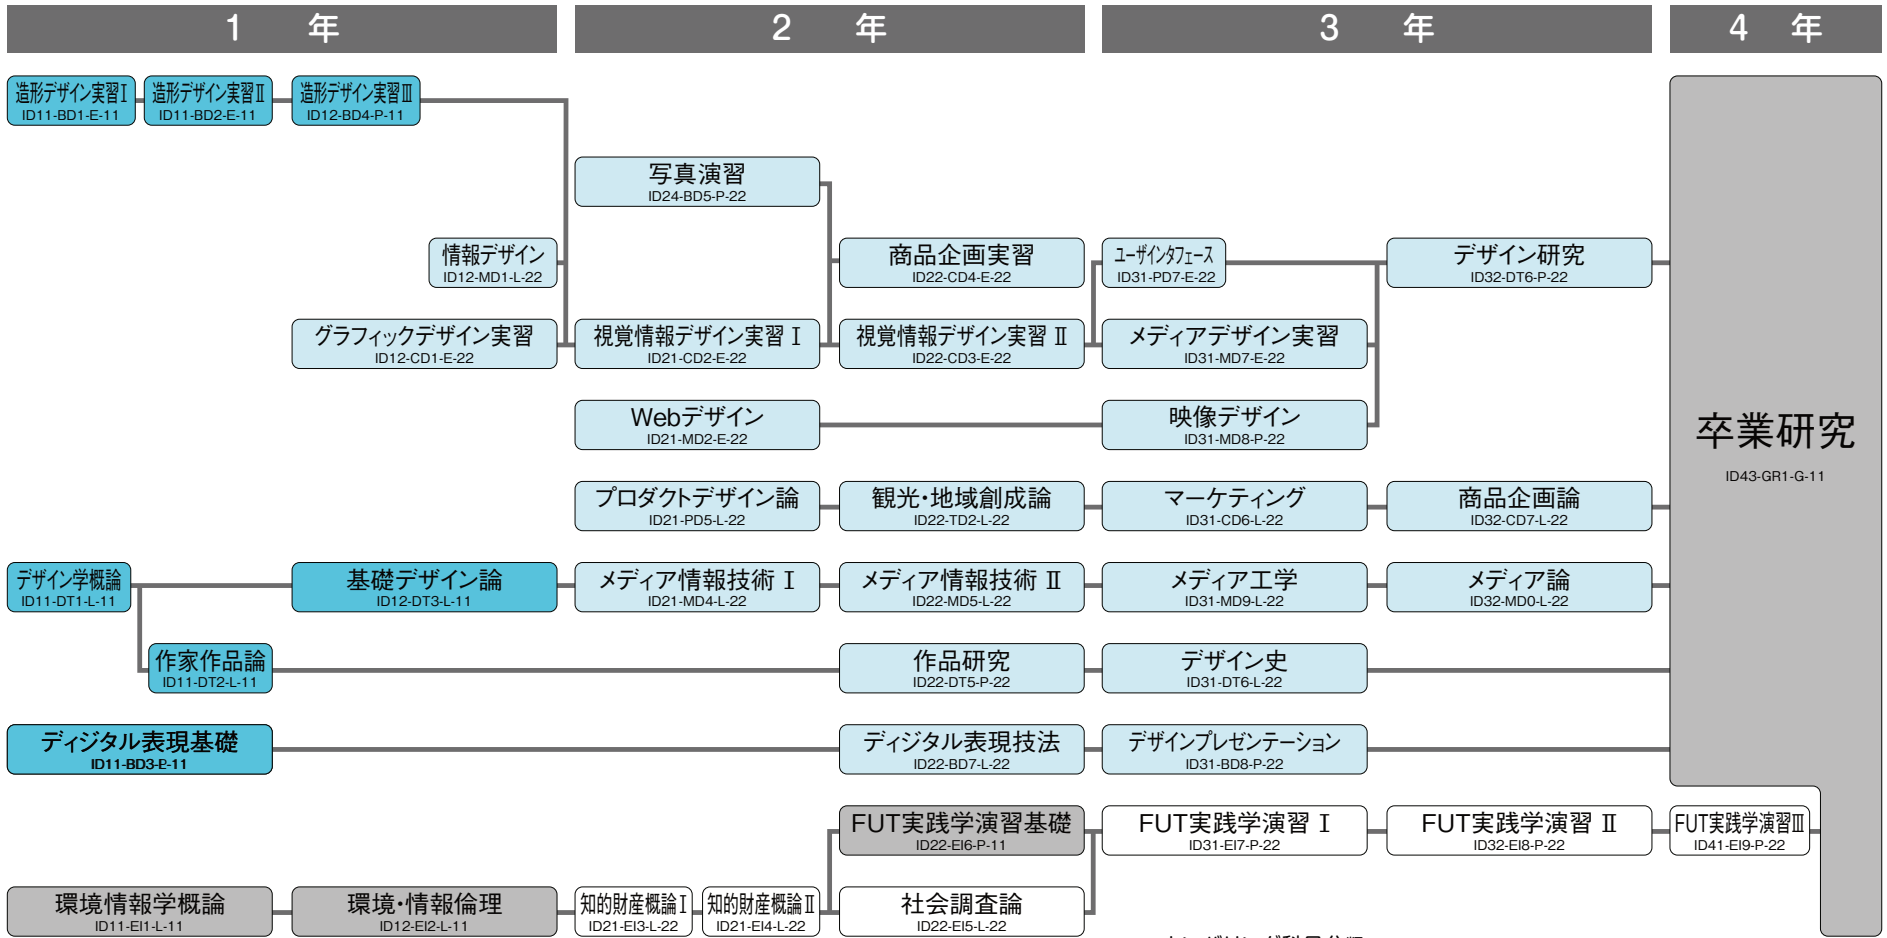 1 年
2 年
3 年
4 年
造形デザイン実習Ⅰ
ID11-BD1-E-11
造形デザイン実習Ⅱ
ID11-BD2-E-11
造形デザイン実習Ⅲ
ID12-BD4-P-11
写真演習
ID24-BD5-P-22
情報デザイン
ID12-MD1-L-22
商品企画実習
ID22-CD4-E-22
ユーザインタフェース
ID31-PD7-E-22
デザイン研究
ID32-DT6-P-22
グラフィックデザイン実習
ID12-CD1-E-22
視覚情報デザイン実習 Ⅰ
ID21-CD2-E-22
視覚情報デザイン実習 Ⅱ
ID22-CD3-E-22
メディアデザイン実習
ID31-MD7-E-22
Webデザイン
ID21-MD2-E-22
映像デザイン
ID31-MD8-P-22
卒業研究
ID43-GR1-G-11
プロダクトデザイン論
ID21-PD5-L-22
観光・地域創成論
ID22-TD2-L-22
マーケティング
ID31-CD6-L-22
商品企画論
ID32-CD7-L-22
デザイン学概論
ID11-DT1-L-11
基礎デザイン論
ID12-DT3-L-11
メディア情報技術 Ⅰ
ID21-MD4-L-22
メディア情報技術 Ⅱ
ID22-MD5-L-22
メディア工学
ID31-MD9-L-22
メディア論
ID32-MD0-L-22
作家作品論
ID11-DT2-L-11
作品研究
ID22-DT5-P-22
デザイン史
ID31-DT6-L-22
ディジタル表現基礎
ID11-BD3-P-11
ディジタル表現技法
ID22-BD7-L-22
デザインプレゼンテーション
ID31-BD8-P-22
FUT実践学演習基礎
ID22-EI6-P-11
FUT実践学演習 Ⅰ
ID31-EI7-P-22
FUT実践学演習 Ⅱ
ID32-EI8-P-22
FUT実践学演習Ⅲ
ID41-EI9-P-22
環境情報学概論
ID11-EI1-L-11
環境・情報倫理
ID12-EI2-L-11
知的財産概論Ⅰ
ID21-EI3-L-22
知的財産概論Ⅱ
ID21-EI4-L-22
社会調査論
ID22-EI5-L-22